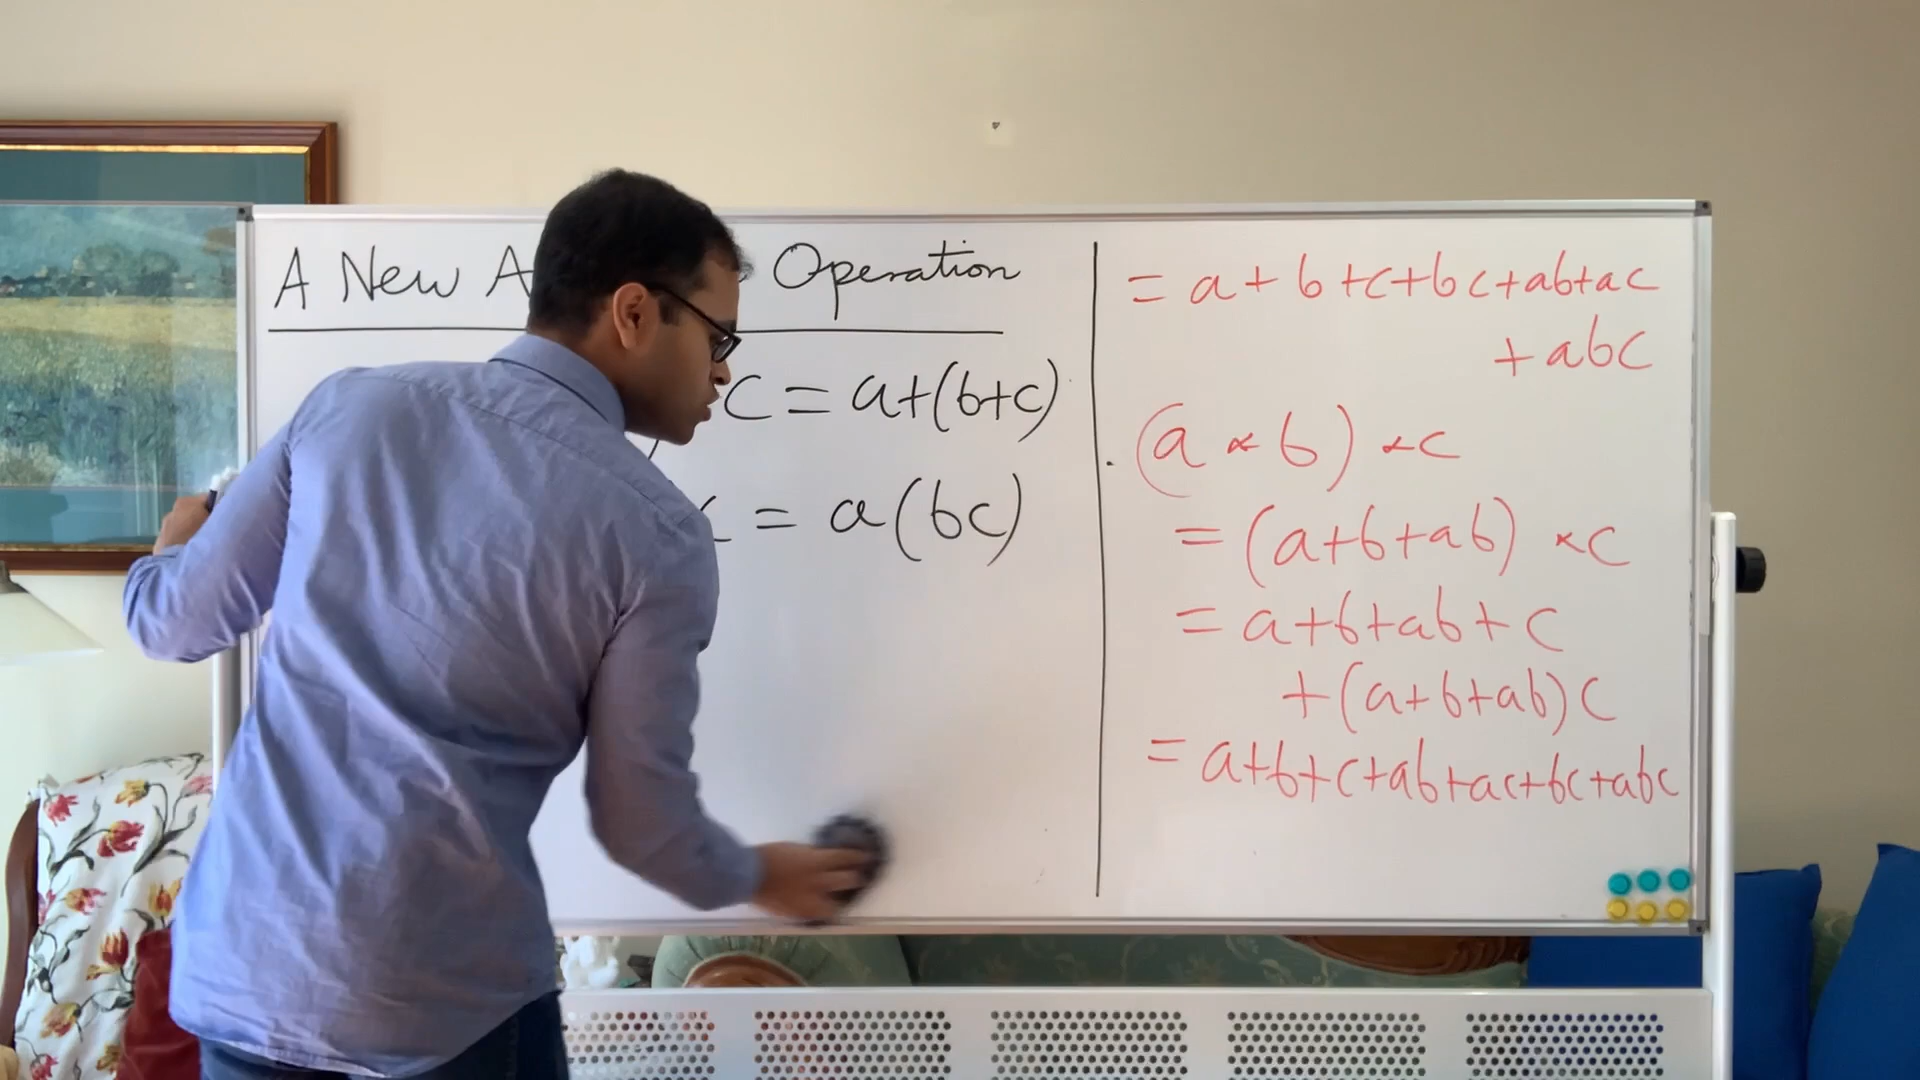 A New Operation
c = a+(b+c)
= a(bc)
= a+b+c+bc+ab+ac
+abc
(a * b) * c
= (a+b+ab) * c
= a+b+ab+c
+(a+b+ab)c
= a+b+c+ab+ac+bc+abc